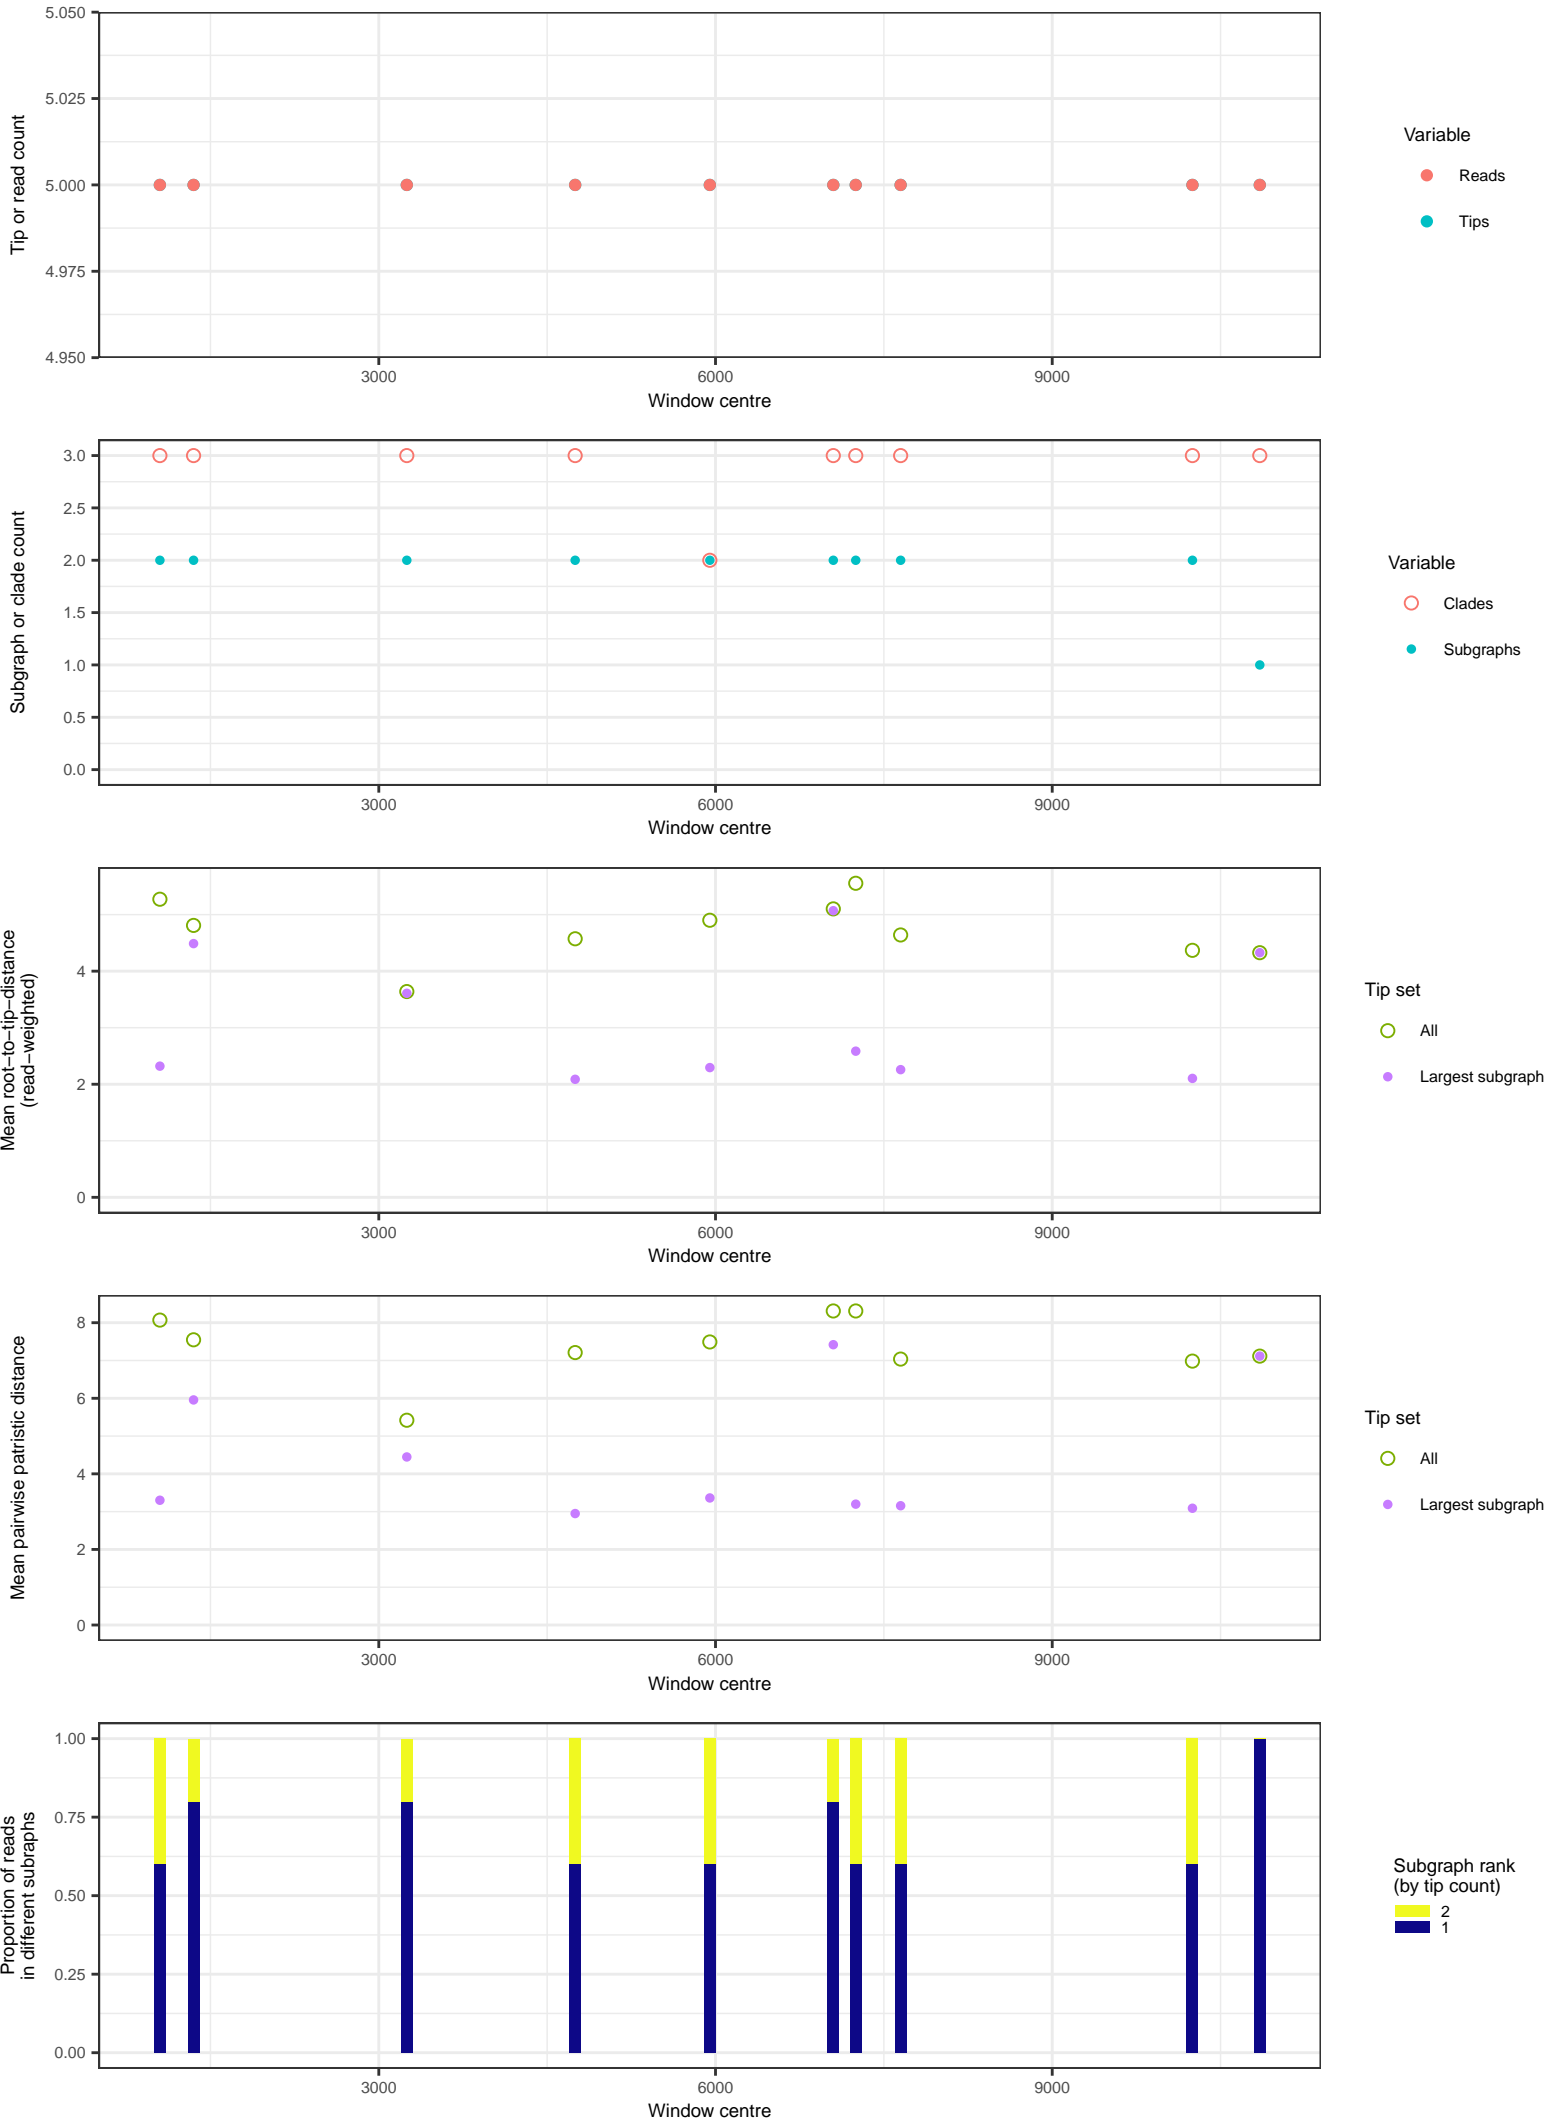 5.050
5.025
5.000
4.975
4.950
Tip or read count
3000
6000
9000
Window centre
Variable
Reads
Tips
3.0
2.5
2.0
1.5
1.0
0.5
0.0
Subgraph or clade count
3000
6000
9000
Window centre
Variable
Clades
Subgraphs
4
2
0
Mean root−to−tip−distance
(read−weighted)
3000
6000
9000
Window centre
Tip set
All
Largest subgraph
8
6
4
2
0
Mean pairwise patristic distance
3000
6000
9000
Window centre
Tip set
All
Largest subgraph
1.00
0.75
0.50
0.25
0.00
Proportion of reads
in different subraphs
3000
6000
9000
Window centre
Subgraph rank
(by tip count)
2
1